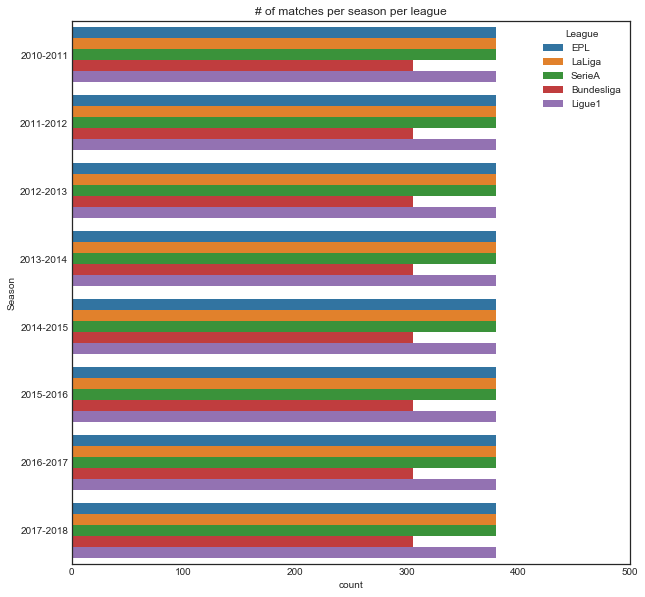 # of matches per season per league
League
EPL
LaLiga
SerieA
Bundesliga
Ligue1
Season
2010-2011
2011-2012
2012-2013
2013-2014
2014-2015
2015-2016
2016-2017
2017-2018
0 100 200 300 400 500
count